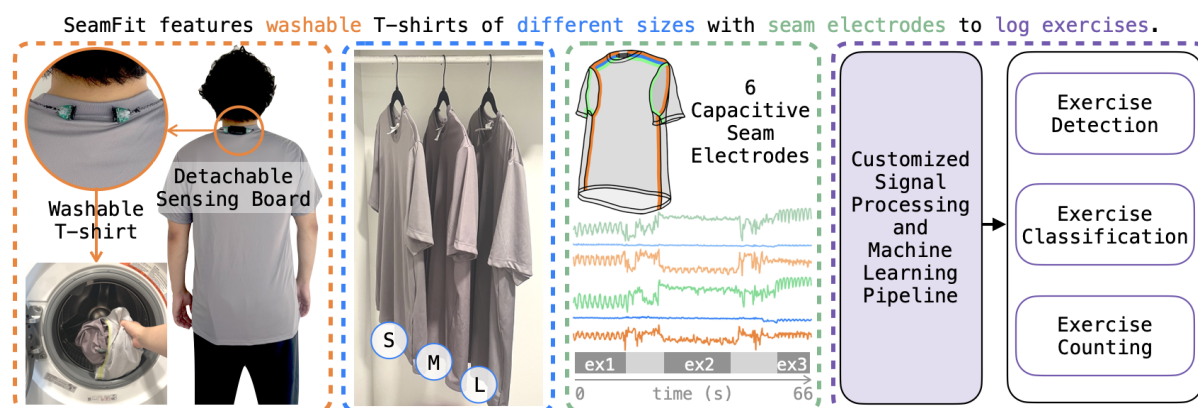 SeamFit features washable T-shirts of different sizes with seam electrodes to log exercises.
Detachable
Sensing Board
Washable
T-shirt
S
M
L
6
Capacitive
Seam
Electrodes
ex1
ex2
ex3
0
time (s)
66
Customized
Signal
Processing
and
Machine
Learning
Pipeline
Exercise
Detection
Exercise
Classification
Exercise
Counting